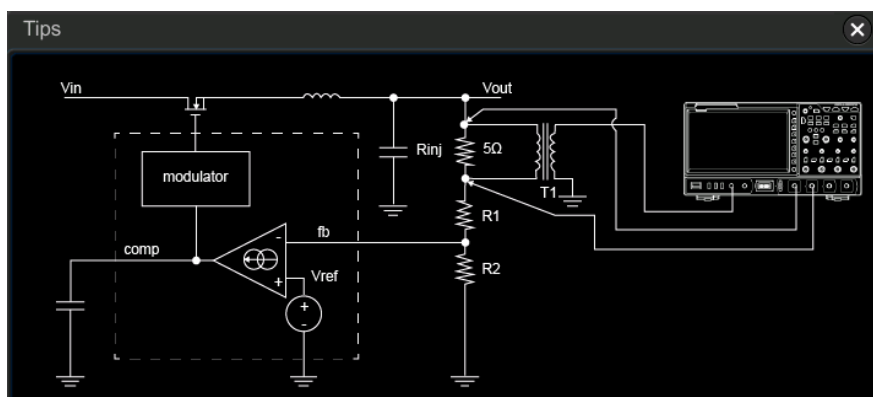 Tips
Vin
Vout
Rinj
5Ω
modulator
T1
R1
fb
comp
-
R2
Vref
+
+
-